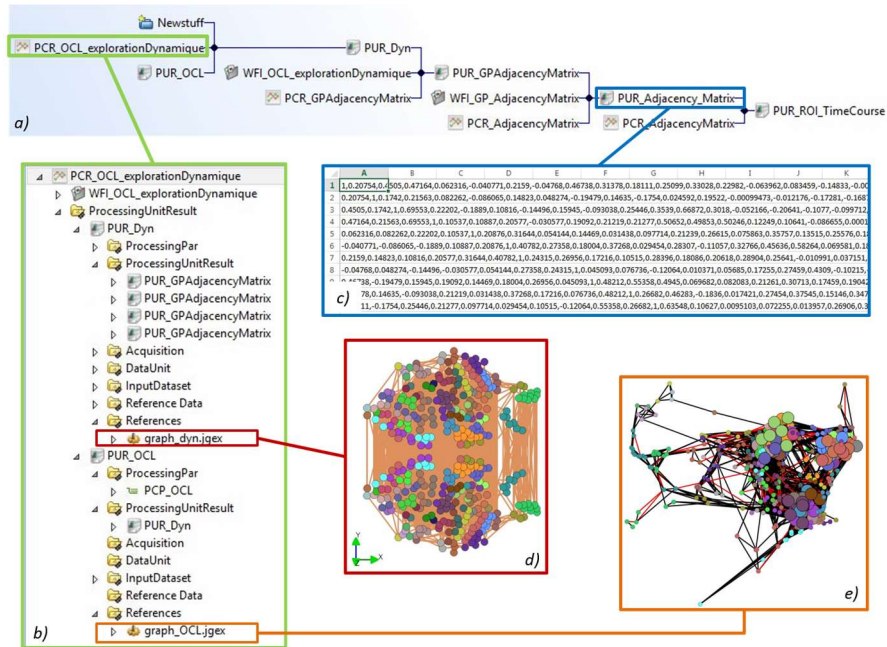 Newstuff
PCR_OCL_explorationDynamique
PUR_Dyn
PUR_OCL
WFI_OCL_explorationDynamique
PUR_GPAdjacencyMatrix
PCR_GPAdjacencyMatrix
WFI_GP_AdjacencyMatrix
PUR_Adjacency_Matrix
PUR_ROI_TimeCourse
a)
PCR_AdjacencyMatrix
PCR_AdjacencyMatrix
PCR_OCL_explorationDynamique
WFI_OCL_explorationDynamique
ProcessingUnitResult
PUR_Dyn
ProcessingPar
ProcessingUnitResult
PUR_GPAdjacencyMatrix
PUR_GPAdjacencyMatrix
PUR_GPAdjacencyMatrix
PUR_GPAdjacencyMatrix
Acquisition
DataUnit
InputDataset
Reference Data
References
graph_dyn.jgex
PUR_OCL
ProcessingPar
PCP_OCL
ProcessingUnitResult
PUR_Dyn
Acquisition
DataUnit
InputDataset
Reference Data
References
b)
graph_OCL.jgex
A B C D E F G H I J K
1 1,0.20754,0.4505,0.47164,0.062316,-0.040771,0.2159,-0.04768,0.46738,0.31378,0.18111,0.33028,0.22982,-0.063962,0.083459,-0.14833,-0.00
2 0.20754,1,0.1742,0.21563,0.082262,-0.086065,0.14823,0.048274,-0.19479,0.14635,-0.1754,0.024592,0.19522,-0.00099473,-0.012176,-0.1687
3 0.4505,0.1742,1,0.69553,0.22202,-0.1889,0.10816,-0.14496,0.15945,-0.093038,0.25446,0.3539,0.66872,0.3018,-0.052166,-0.20641,-0.1077,-0.099712,
4 0.47164,0.21563,0.69553,1,0.10537,0.10887,0.20577,-0.030577,0.19092,0.21219,0.21277,0.50652,0.49853,0.50246,0.12249,0.10641,-0.086655,0.0001
5 0.062316,0.082262,0.22202,0.10537,1,0.20876,0.31644,0.054144,0.14469,0.031438,0.097714,0.21239,0.26615,0.075863,0.35757,0.13515,0.25576,0.18
6 -0.040771,-0.086065,-0.1889,0.10887,0.20876,1,0.40782,0.27358,0.18004,0.37268,0.029454,0.28307,-0.11057,0.32766,0.45636,0.58264,0.069581,0.18
7 0.2159,0.14823,0.10816,0.20577,0.31644,0.40782,1,0.24315,0.26956,0.17216,0.10515,0.28396,0.18086,0.20618,0.28904,0.25641,-0.010991,0.037151,
8 -0.04768,0.048274,-0.14496,-0.030577,0.054144,0.27358,0.24315,1,0.045093,0.076736,-0.12064,0.010371,0.05685,0.17255,0.27459,0.4309,-0.10215,
c)
d)
Y
X
e)